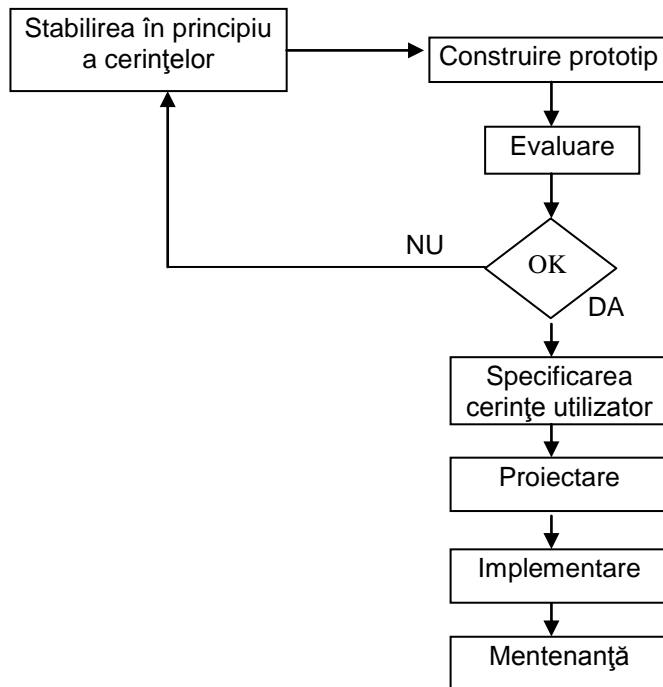 Stabilirea în principiu
a cerinţelor
Construire prototip
Evaluare
NU
OK
DA
Specificarea
cerinţe utilizator
Proiectare
Implementare
Mentenanţă